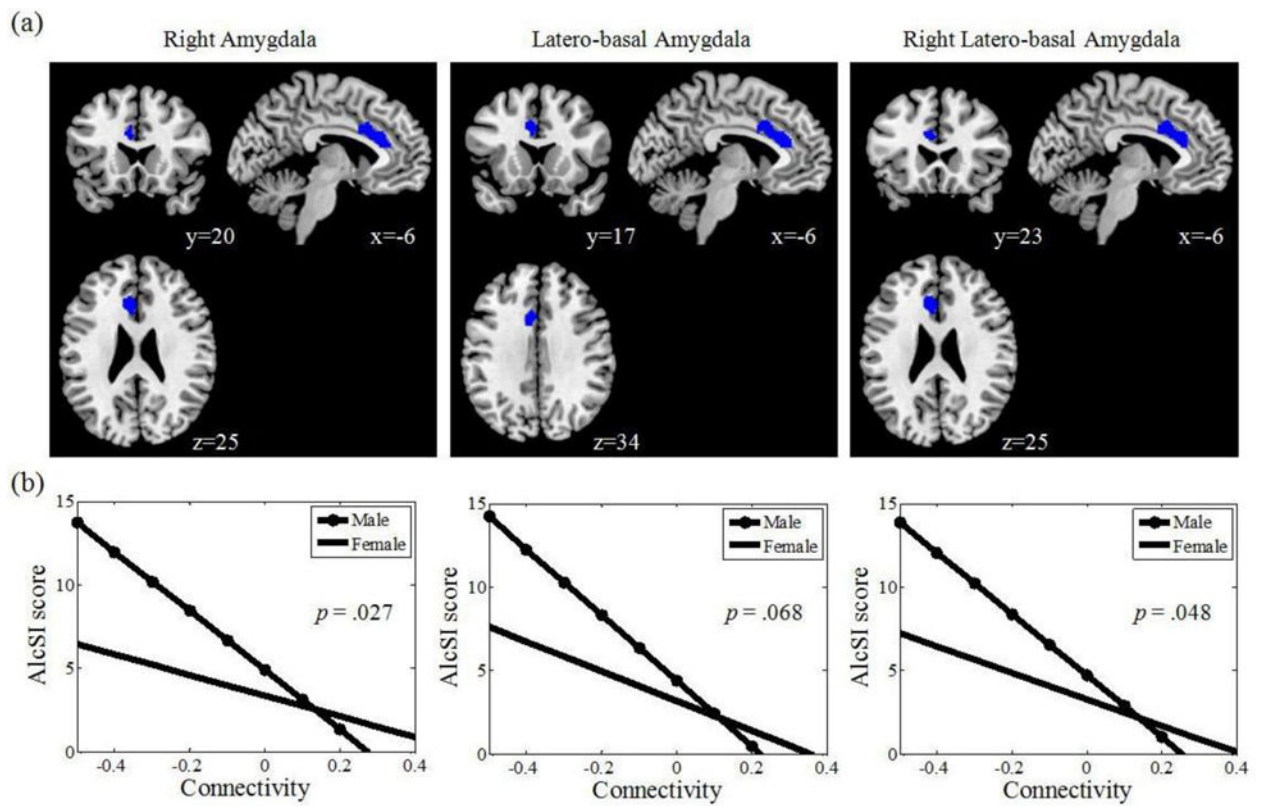 (a)
Right Amygdala
Latero-basal Amygdala
Right Latero-basal Amygdala
y=20
x=-6
y=17
x=-6
y=23
x=-6
z=25
z=34
z=25
(b)
15
10
5
0
AlcSI score
Male
Female
p = .027
-0.4
-0.2
0
0.2
0.4
Connectivity
15
10
5
0
AlcSI score
Male
Female
p = .068
-0.4
-0.2
0
0.2
0.4
Connectivity
15
10
5
0
AlcSI score
Male
Female
p = .048
-0.4
-0.2
0
0.2
0.4
Connectivity